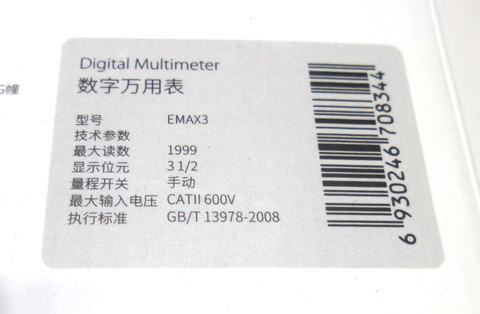 Digital Multimeter
数字万用表
型号 EMAX3
技术参数
最大读数 1999
显示位元 3 1/2
量程开关 手动
最大输入电压 CATII 600V
执行标准 GB/T 13978-2008
6 930246 708344
G幢